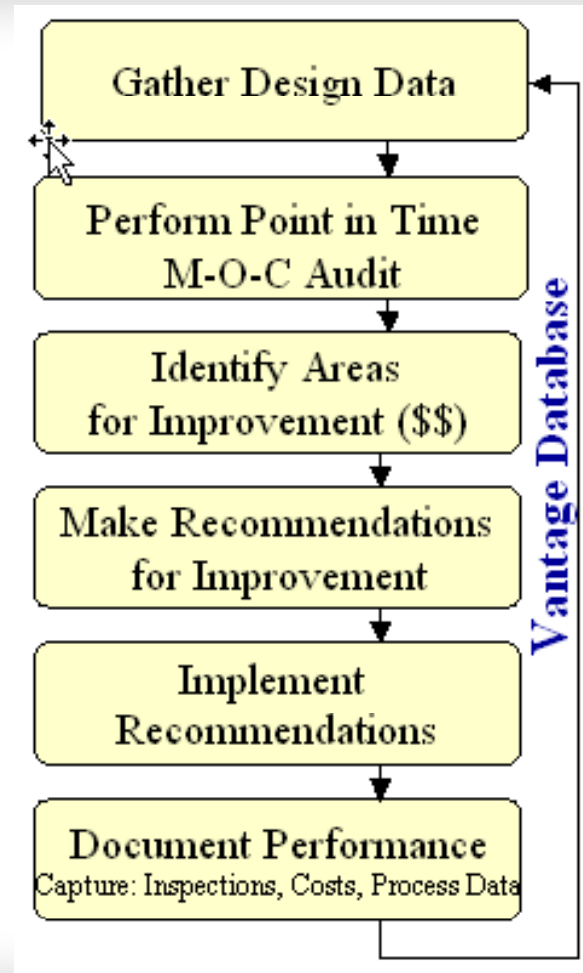 Gather Design Data
Perform Point in Time
M-O-C Audit
Identify Areas
for Improvement ($$)
Make Recommendations
for Improvement
Implement
Recommendations
Document Performance
Capture: Inspections, Costs, Process Data
Vantage Database